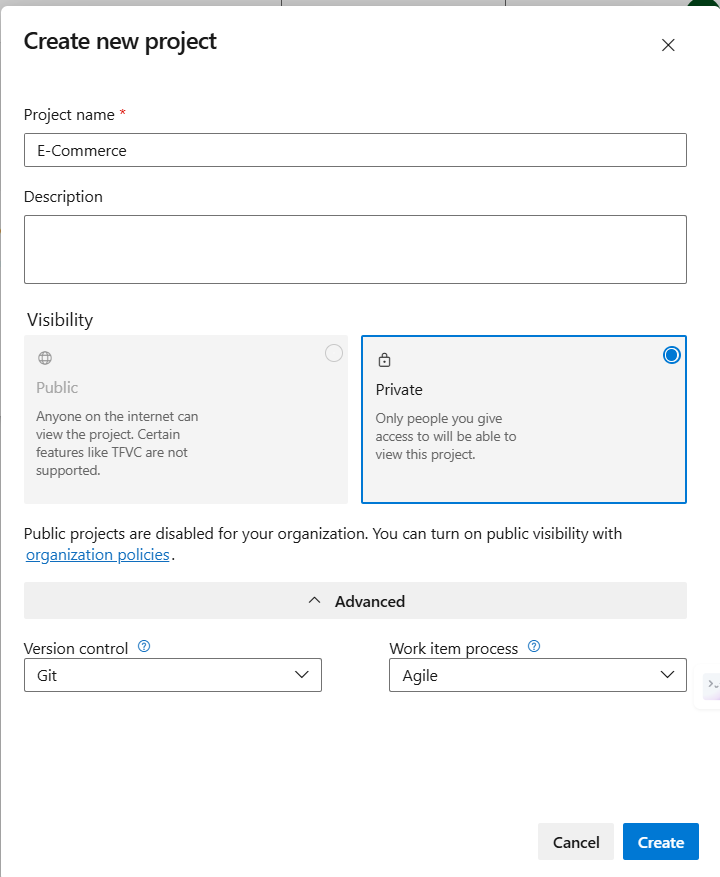 Create new project
Project name *
E-Commerce
Description
Visibility
Public
Anyone on the internet can
view the project. Certain
features like TFVC are not
supported.
Private
Only people you give
access to will be able to
view this project.
Public projects are disabled for your organization. You can turn on public visibility with
organization policies.
Advanced
Version control
Git
Work item process
Agile
Cancel
Create